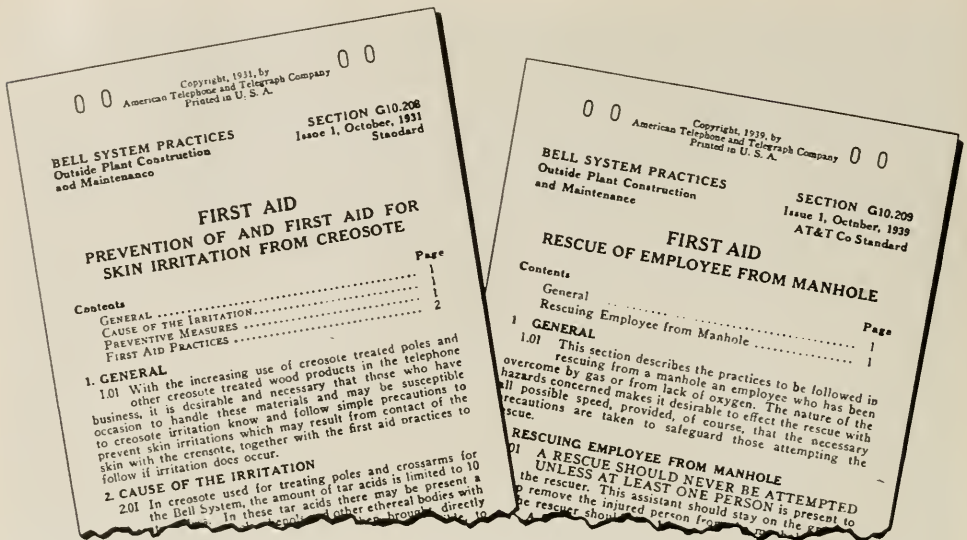 Copyright, 1931, by
0 0 American Telephone and Telegraph Company 0 0
Printed in U. S. A.
BELL SYSTEM PRACTICES
Outside Plant Construction
and Maintenance
SECTION G10.208
Issue 1, October, 1931
Standard
FIRST AID
PREVENTION OF AND FIRST AID FOR
SKIN IRRITATION FROM CREOSOTE
Contents Page
GENERAL .......... 1
CAUSE OF THE IRRITATION .......... 1
PREVENTIVE MEASURES .......... 1
FIRST AID PRACTICES .......... 2
1. GENERAL
1.01 With the increasing use of creosote treated poles and
other creosote treated wood products in the telephone
business, it is desirable and necessary that those who have
occasion to handle these materials and may be susceptible
to creosote irritation know and follow simple precautions to
prevent skin irritations which may result from contact of the
skin with the creosote, together with the first aid practices to
follow if irritation does occur.
2. CAUSE OF THE IRRITATION
2.01 In creosote used for treating poles and crossarms for
the Bell System, the amount of tar acids is limited to 10
In these tar acids there may be present a
other ethereal bodies with
brought directly
to
Copyright, 1939, by
0 0 American Telephone and Telegraph Company 0 0
Printed in U. S. A.
BELL SYSTEM PRACTICES
Outside Plant Construction
and Maintenance
SECTION G10.209
Issue 1, October, 1939
AT&T Co Standard
FIRST AID
RESCUE OF EMPLOYEE FROM MANHOLE
Contents Page
General .......... 1
Rescuing Employee from Manhole .......... 1
1 GENERAL
1.01 This section describes the practices to be followed in
rescuing from a manhole an employee who has been
overcome by gas or from lack of oxygen. The nature of the
hazards concerned makes it desirable to effect the rescue with
all possible speed, provided, of course, that the necessary
precautions are taken to safeguard those attempting the
rescue.
RESCUING EMPLOYEE FROM MANHOLE
01 A RESCUE SHOULD NEVER BE ATTEMPTED
UNLESS AT LEAST ONE PERSON is present to
the rescuer. This assistant should stay on the
remove the injured person from
rescuer